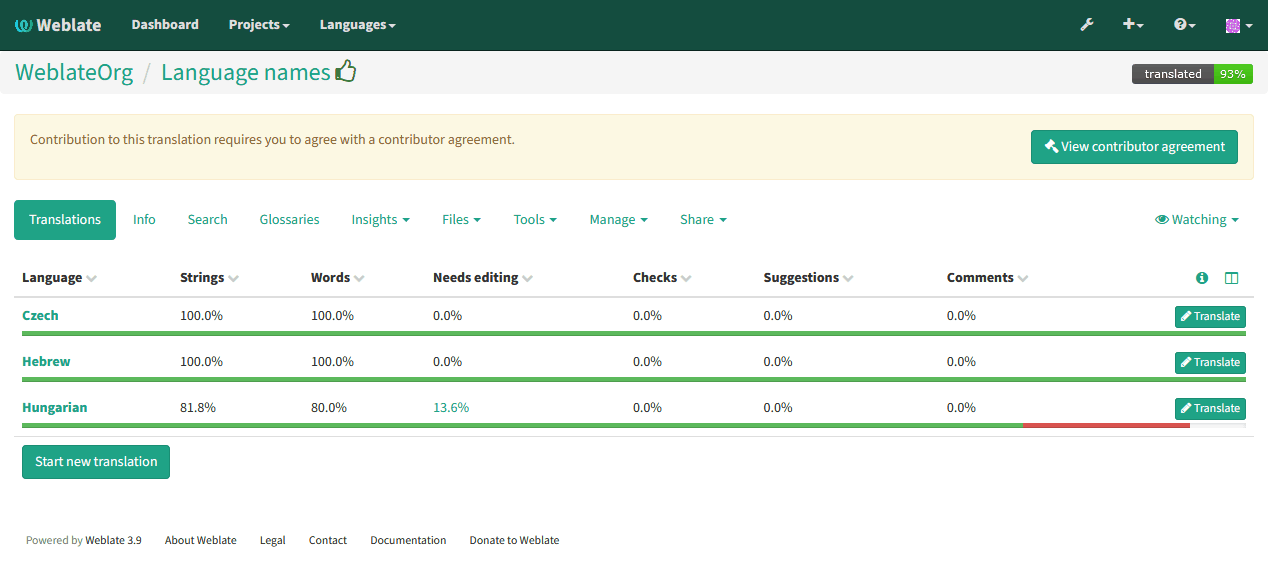 Weblate Dashboard Projects Languages
WeblateOrg / Language names translated 93%
Contribution to this translation requires you to agree with a contributor agreement. View contributor agreement
Translations Info Search Glossaries Insights Files Tools Manage Share Watching
Language Strings Words Needs editing Checks Suggestions Comments
Czech 100.0% 100.0% 0.0% 0.0% 0.0% 0.0% Translate
Hebrew 100.0% 100.0% 0.0% 0.0% 0.0% 0.0% Translate
Hungarian 81.8% 80.0% 13.6% 0.0% 0.0% 0.0% Translate
Start new translation
Powered by Weblate 3.9 About Weblate Legal Contact Documentation Donate to Weblate